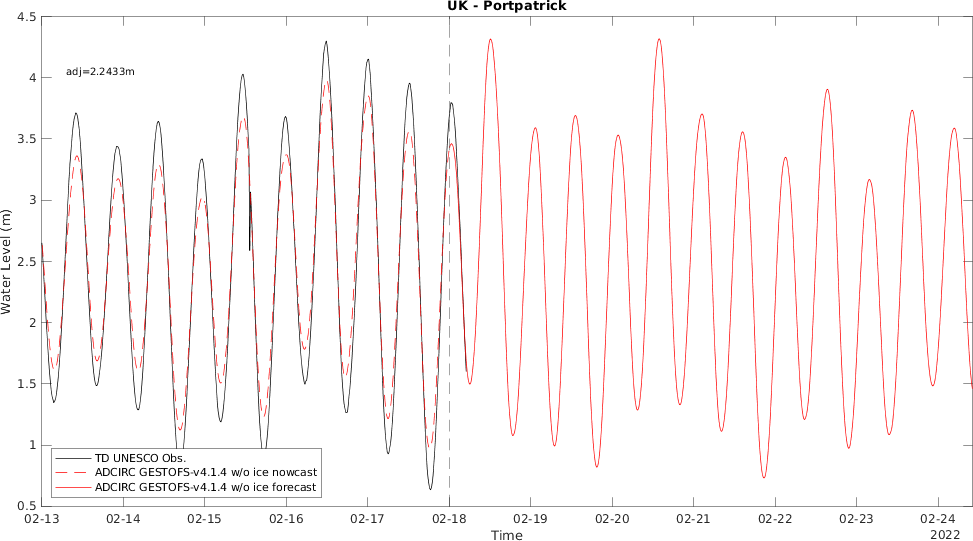 UK - Portpatrick
adj=2.2433m
Water Level (m)
4.5
4
3.5
3
2.5
2
1.5
1
0.5
TD UNESCO Obs.
ADCIRC GESTOFS-v4.1.4 w/o ice nowcast
ADCIRC GESTOFS-v4.1.4 w/o ice forecast
02-13 02-14 02-15 02-16 02-17 02-18 02-19 02-20 02-21 02-22 02-23 02-24
Time
2022